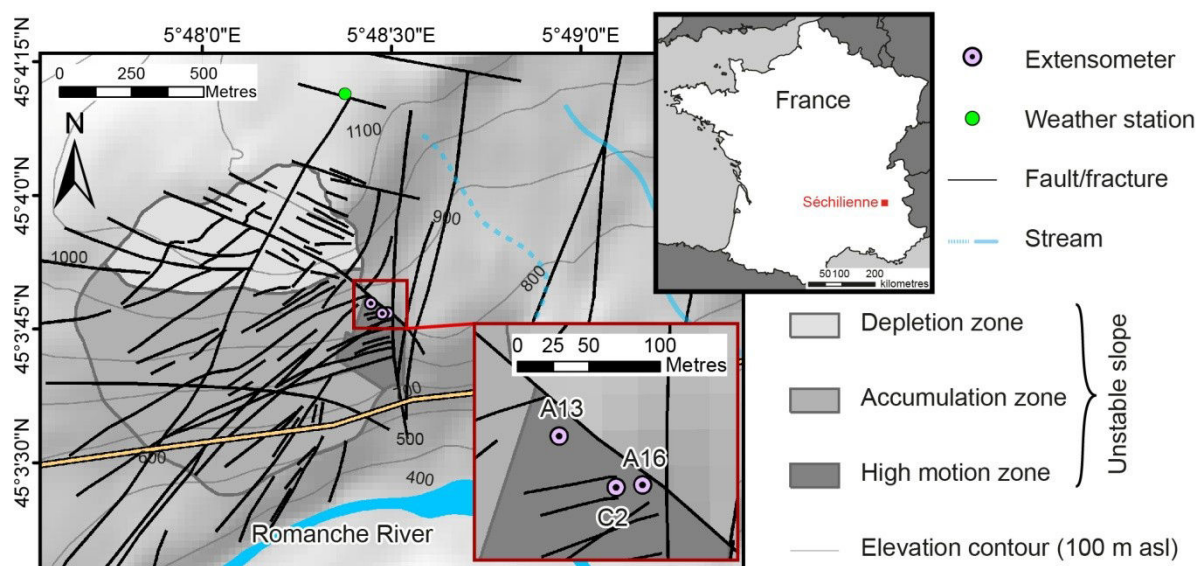 5°48'0"E
5°48'30"E
5°49'0"E
45°4'15"N
45°4'0"N
45°3'45"N
45°3'30"N
0 250 500
Metres
N
1100
1000
900
800
600
500
400
Romanche River
0 25 50 100
Metres
A13
A16
C2
France
Séchilienne
50 100 200
kilometres
Extensometer
Weather station
Fault/fracture
Stream
Depletion zone
Accumulation zone
High motion zone
Unstable slope
Elevation contour (100 m asl)